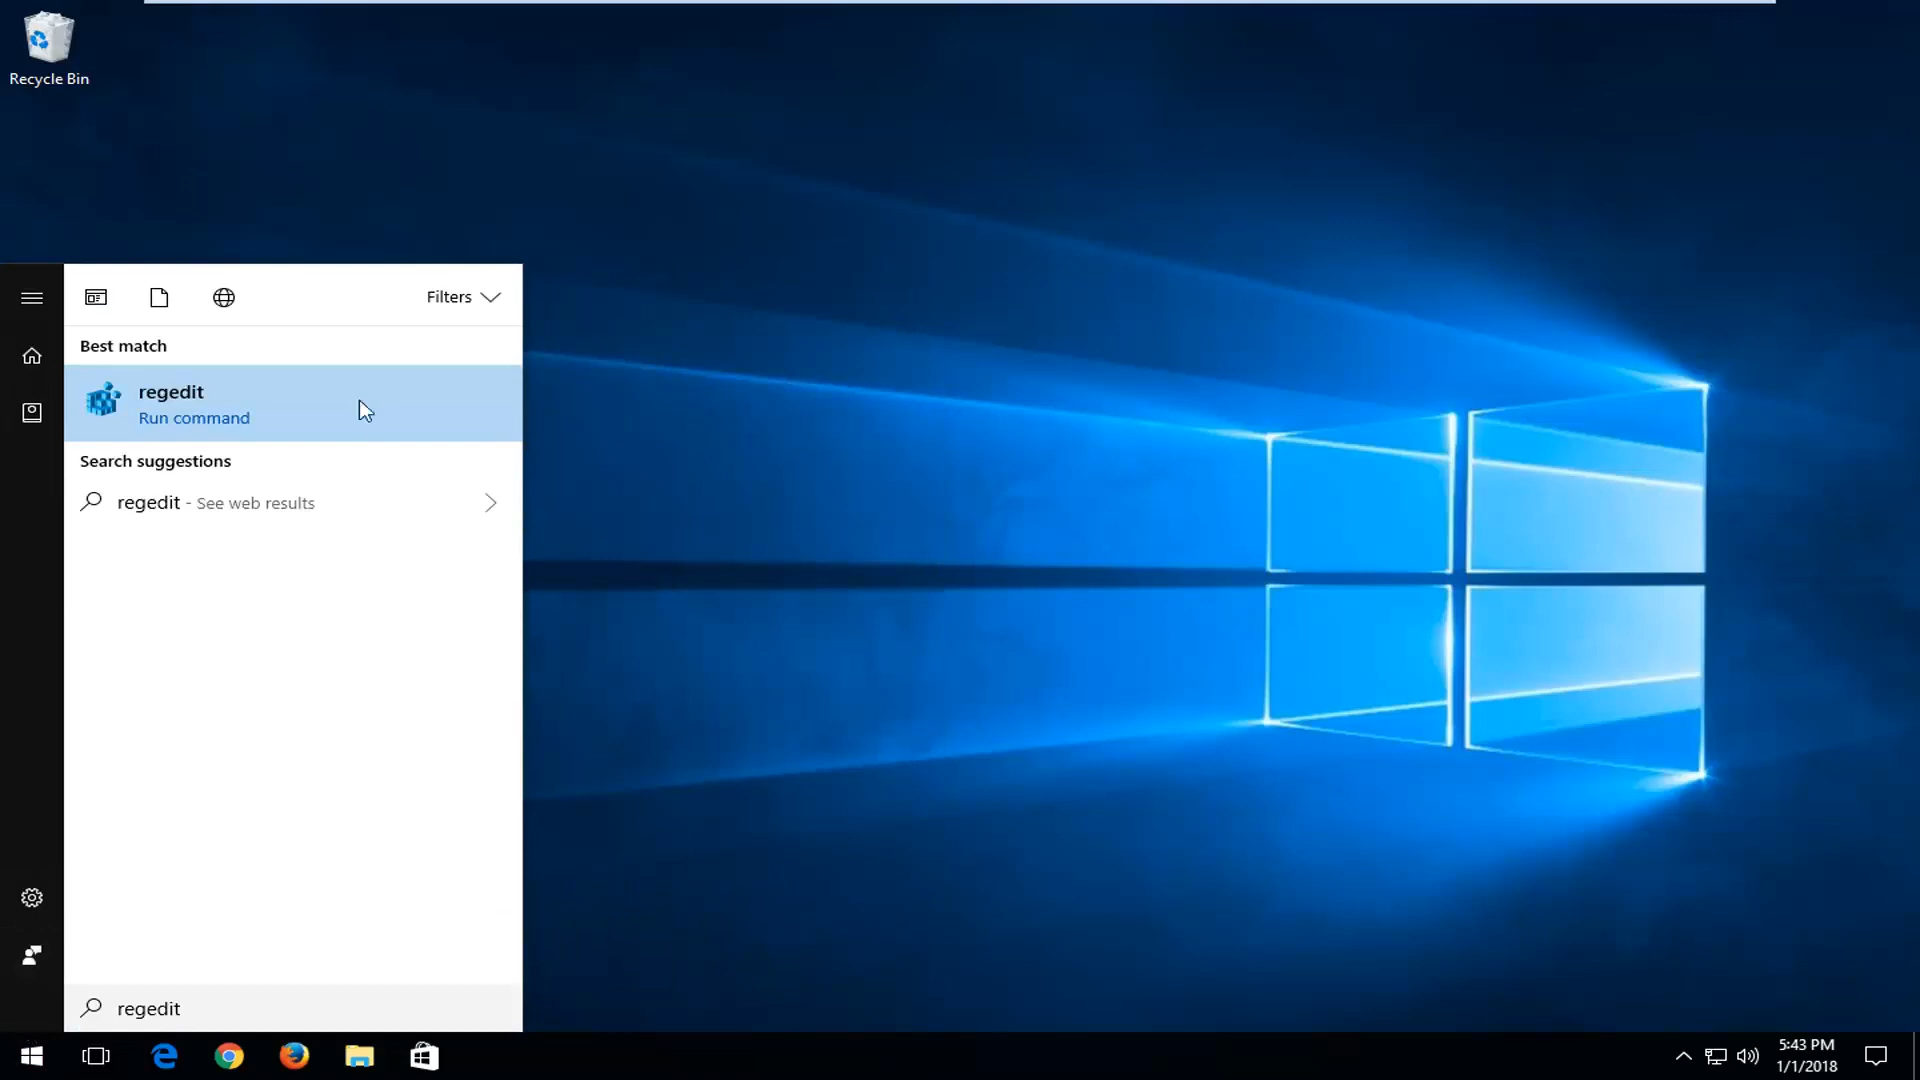 Recycle Bin
Filters
Best match
regedit
Run command
Search suggestions
regedit - See web results
regedit
5:43 PM
1/1/2018